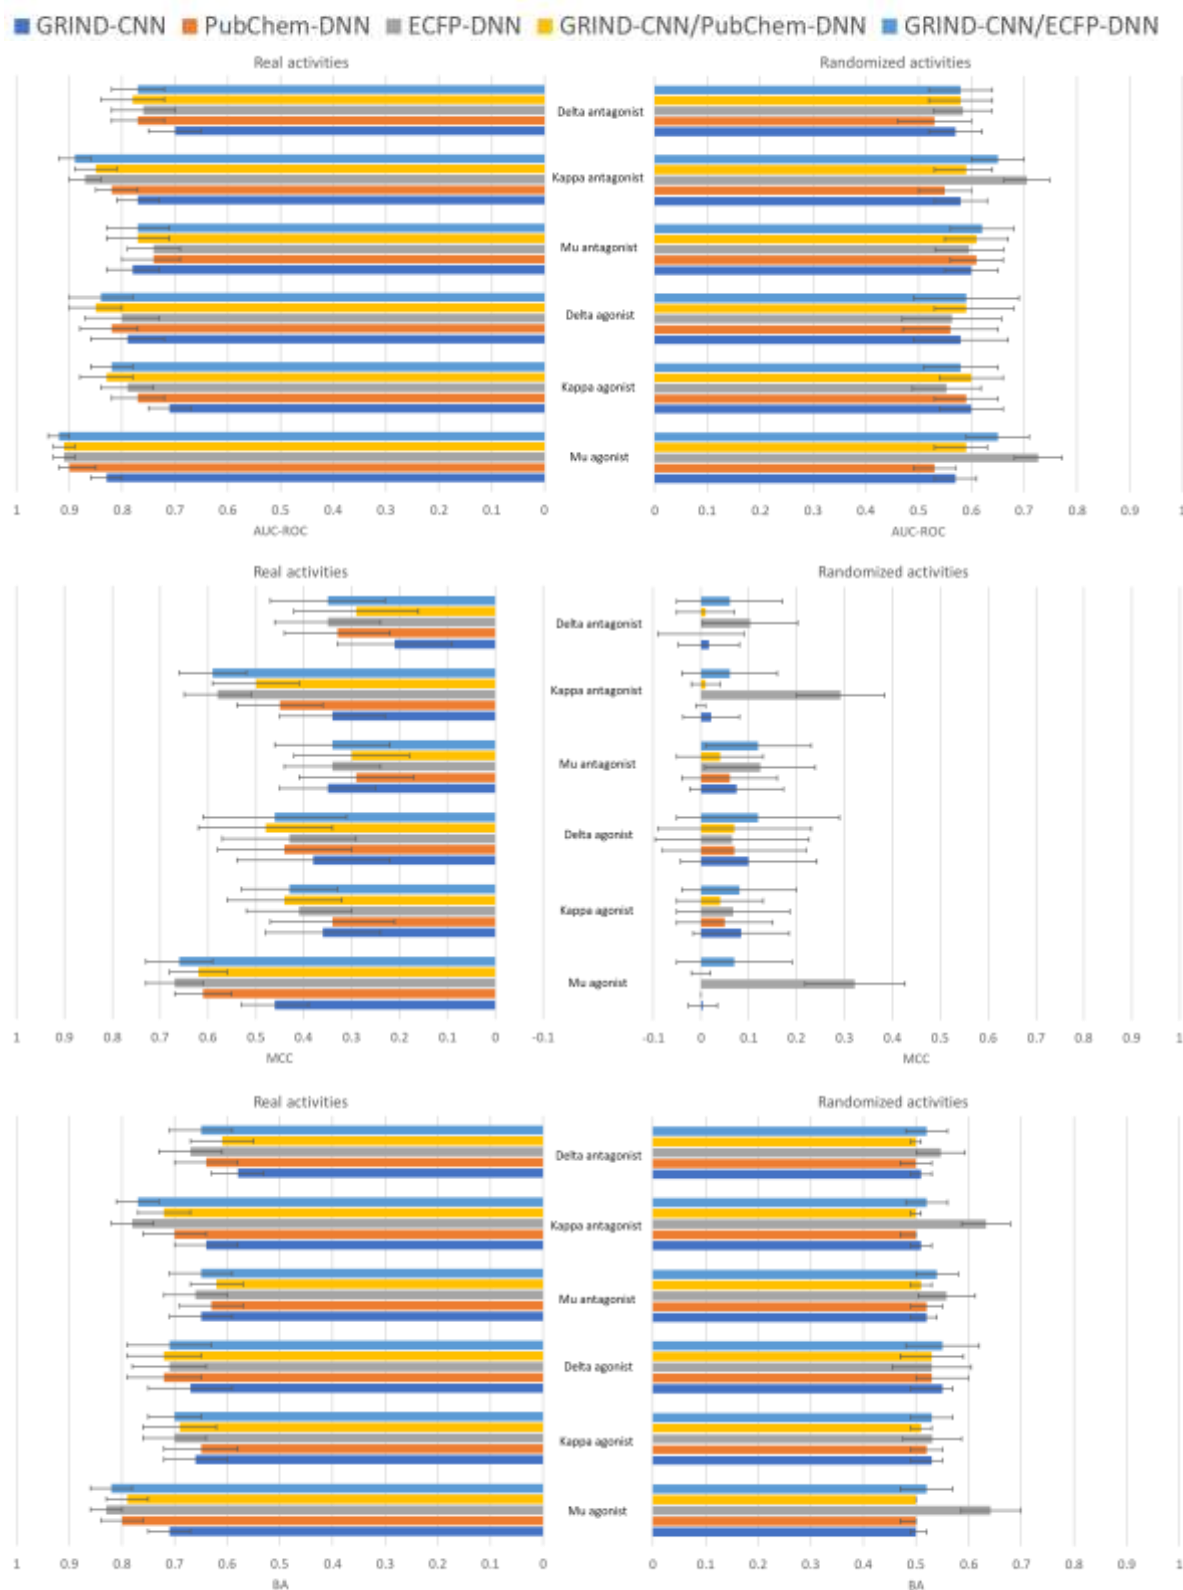 GRIND-CNN PubChem-DNN ECFP-DNN GRIND-CNN/PubChem-DNN GRIND-CNN/ECFP-DNN
Real activities Randomized activities
Delta antagonist
Kappa antagonist
Mu antagonist
Delta agonist
Kappa agonist
Mu agonist
1 0.9 0.8 0.7 0.6 0.5 0.4 0.3 0.2 0.1 0 0 0.1 0.2 0.3 0.4 0.5 0.6 0.7 0.8 0.9 1
AUC-ROC AUC-ROC
Real activities Randomized activities
Delta antagonist
Kappa antagonist
Mu antagonist
Delta agonist
Kappa agonist
Mu agonist
1 0.9 0.8 0.7 0.6 0.5 0.4 0.3 0.2 0.1 0 -0.1 -0.1 0 0.1 0.2 0.3 0.4 0.5 0.6 0.7 0.8 0.9 1
MCC MCC
Real activities Randomized activities
Delta antagonist
Kappa antagonist
Mu antagonist
Delta agonist
Kappa agonist
Mu agonist
1 0.9 0.8 0.7 0.6 0.5 0.4 0.3 0.2 0.1 0 0 0.1 0.2 0.3 0.4 0.5 0.6 0.7 0.8 0.9 1
BA BA